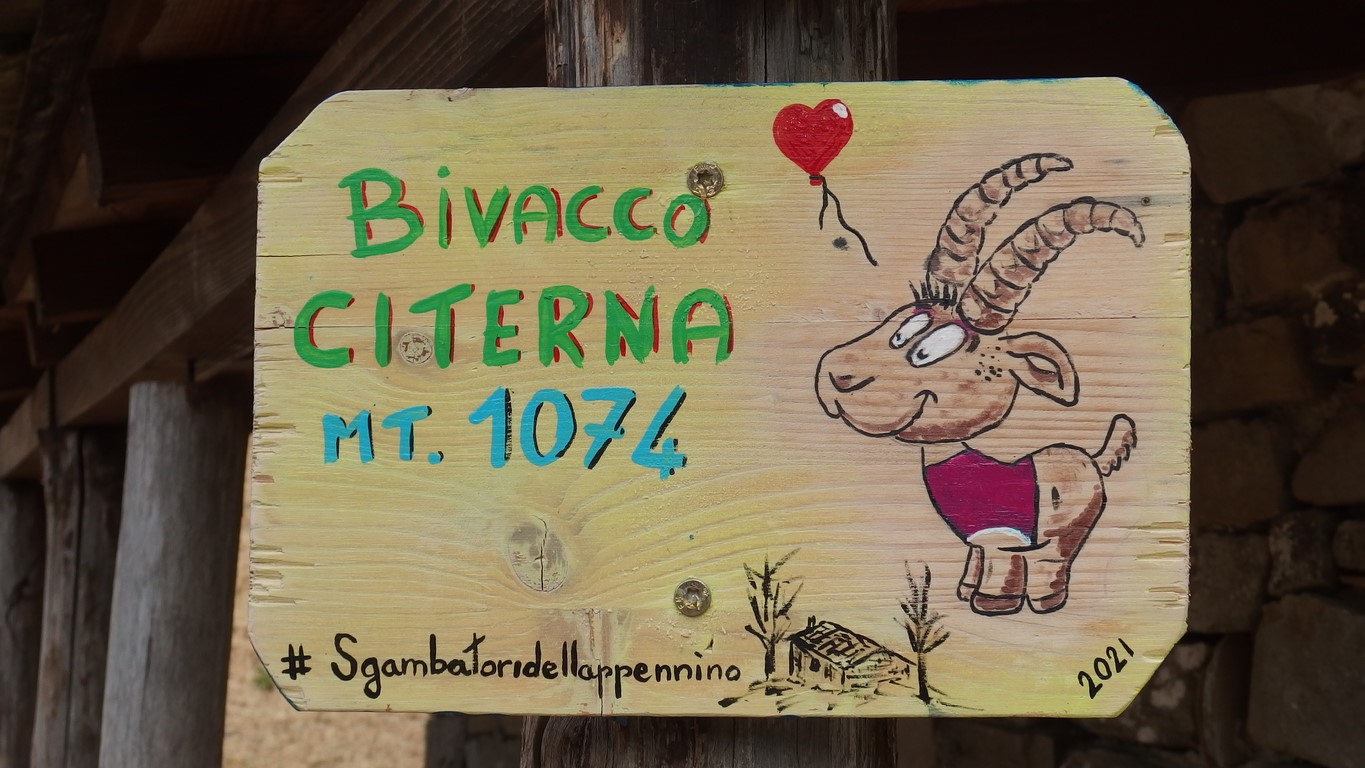 BivACCO
CITERNA
MT. 1074
# Sgambatoridellappennino
2021